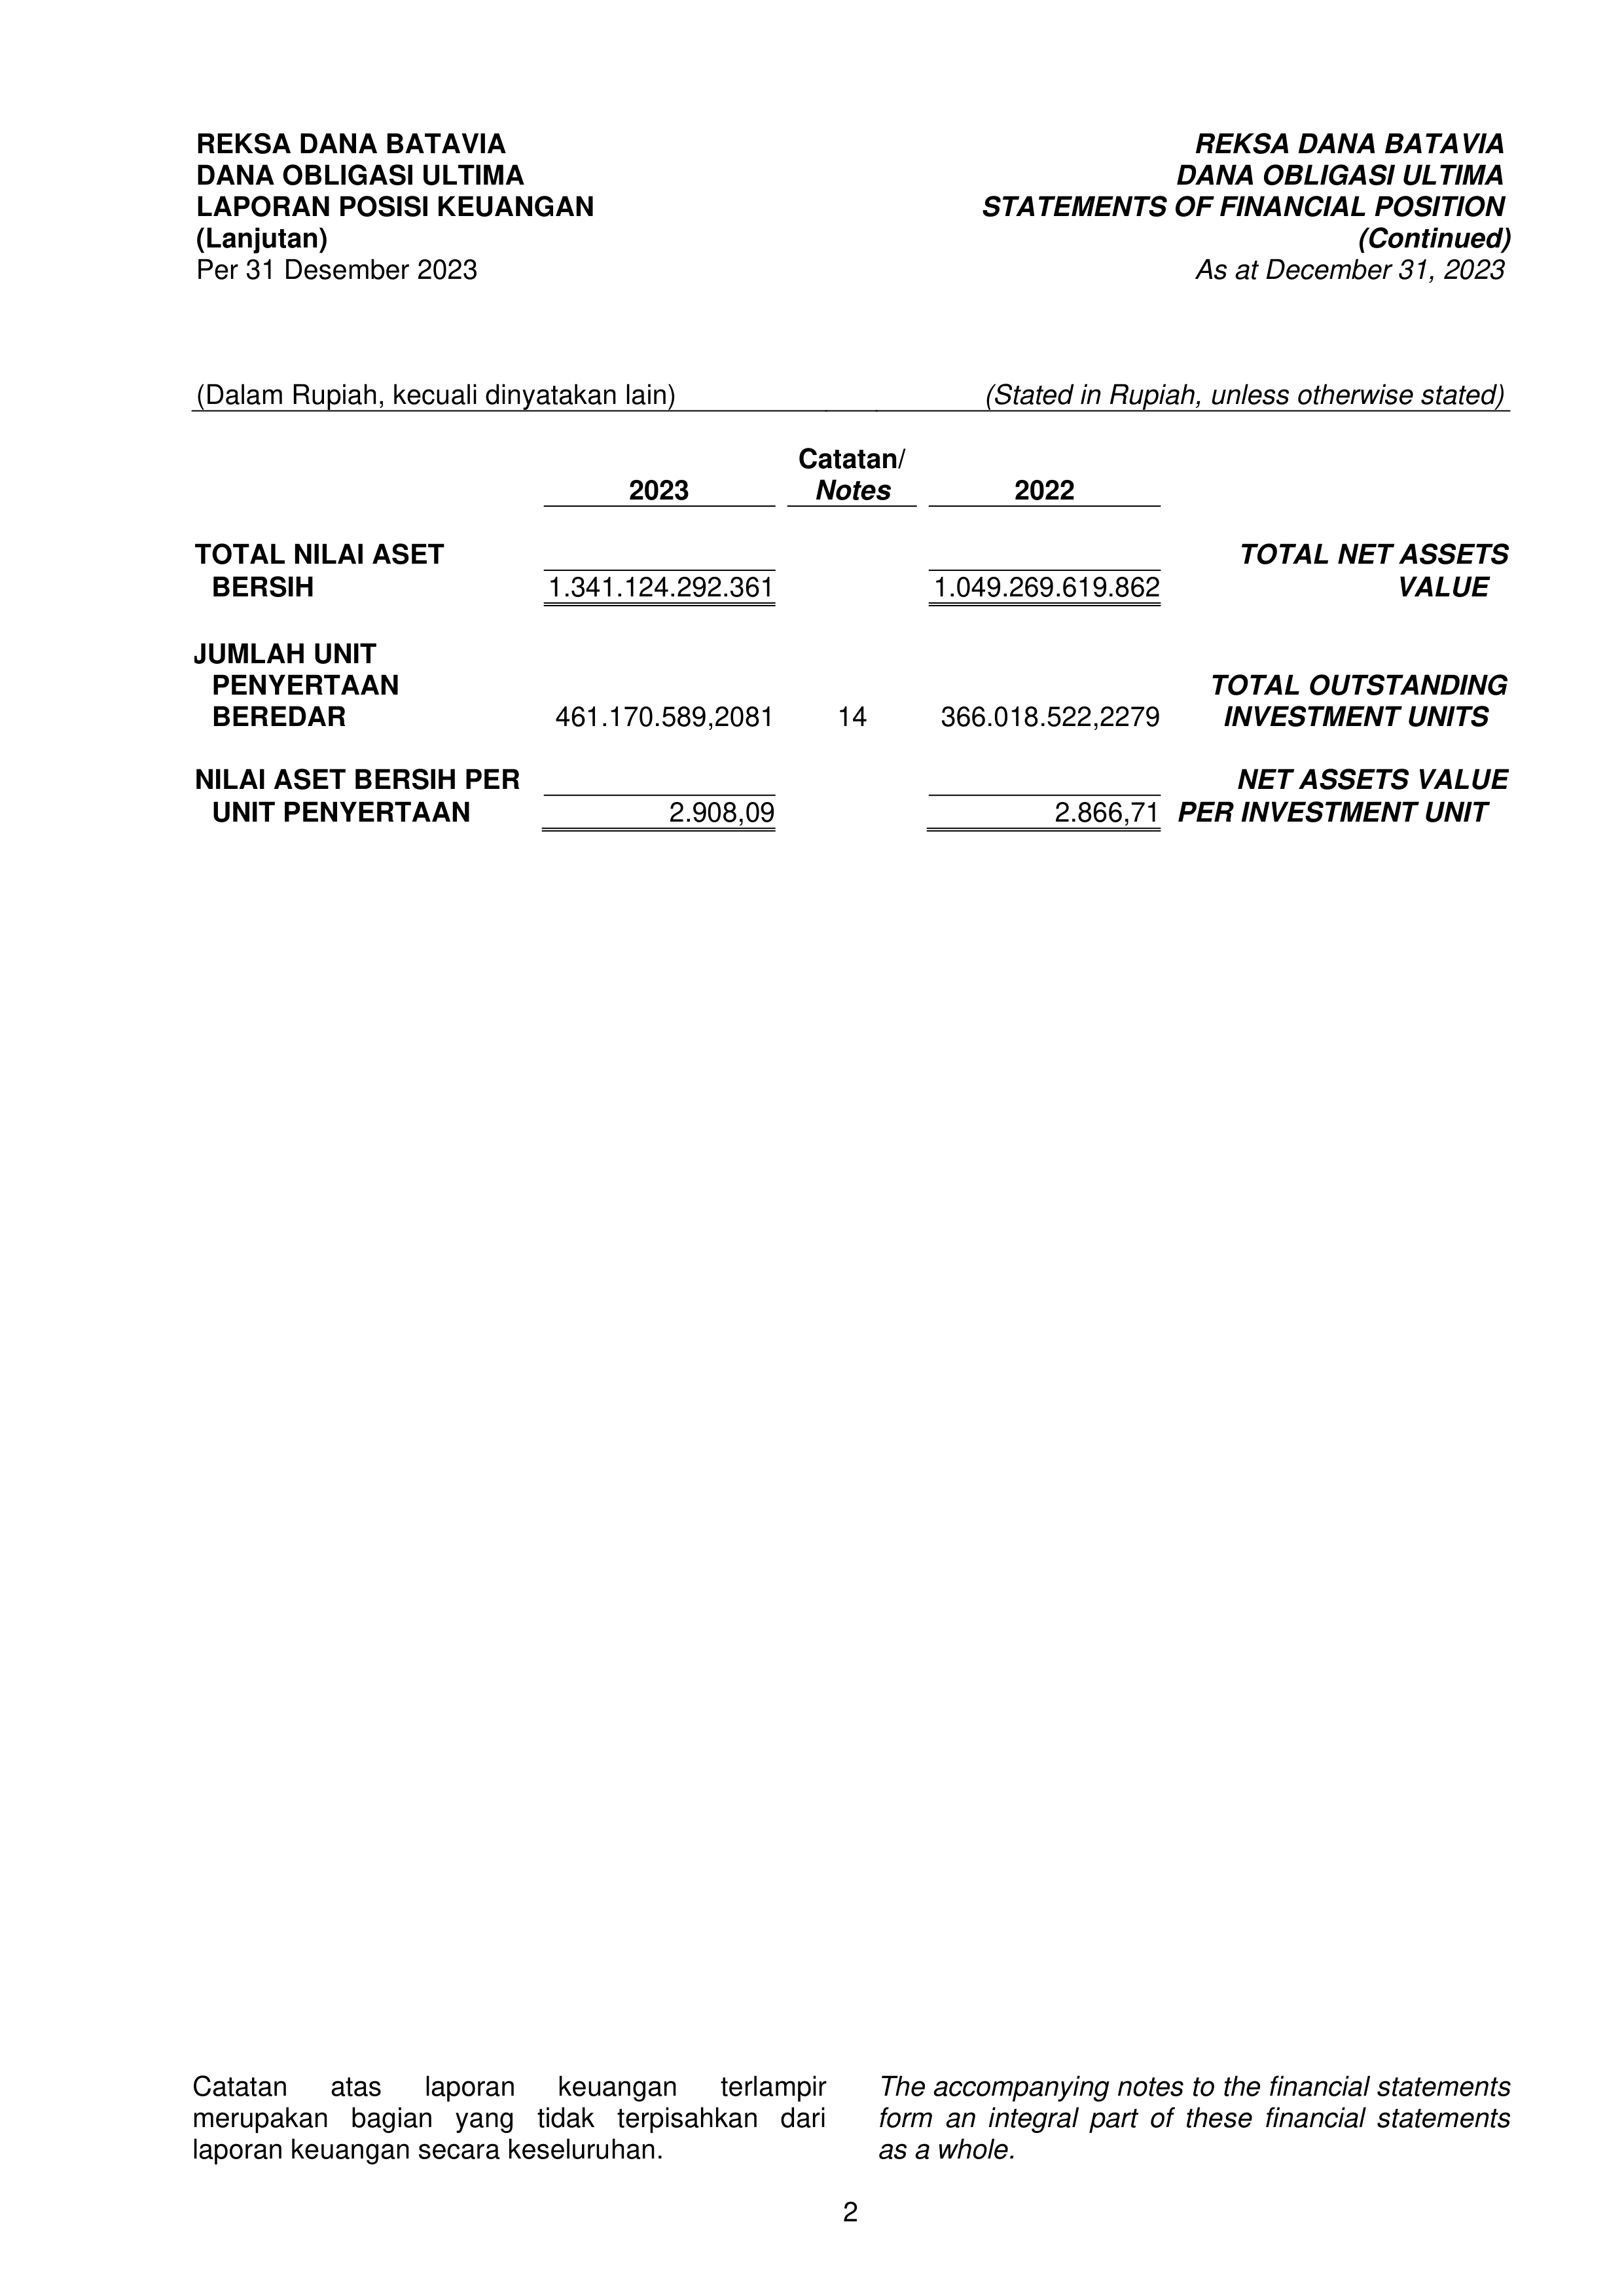 REKSA DANA BATAVIA
DANA OBLIGASI ULTIMA
LAPORAN POSISI KEUANGAN
(Lanjutan)
Per 31 Desember 2023
REKSA DANA BATAVIA
DANA OBLIGASI ULTIMA
STATEMENTS OF FINANCIAL POSITION
(Continued)
As at December 31, 2023
(Dalam Rupiah, kecuali dinyatakan lain) (Stated in Rupiah, unless otherwise stated)
Catatan/
2023 Notes 2022
TOTAL NILAI ASET TOTAL NET ASSETS
BERSIH 1.341.124.292.361 1.049.269.619.862 VALUE
JUMLAH UNIT
PENYERTAAN TOTAL OUTSTANDING
BEREDAR 461.170.589,2081 14 366.018.522,2279 INVESTMENT UNITS
NILAI ASET BERSIH PER NET ASSETS VALUE
UNIT PENYERTAAN 2.908,09 2.866,71 PER INVESTMENT UNIT
Catatan atas laporan keuangan terlampir
merupakan bagian yang tidak terpisahkan dari
laporan keuangan secara keseluruhan.
The accompanying notes to the financial statements
form an integral part of these financial statements
as a whole.
2